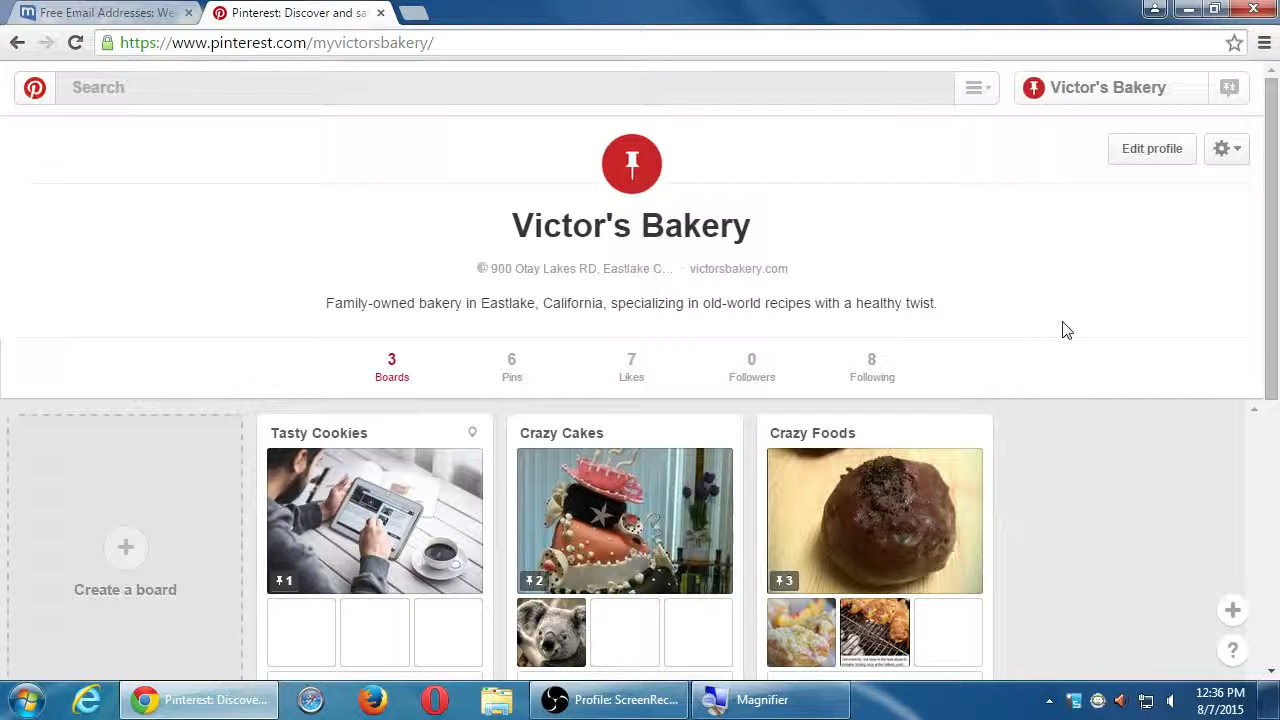 Free Email Addresses: We
Pinterest: Discover and sa
https://www.pinterest.com/myvictorsbakery/
Search
Victor's Bakery
Edit profile
Victor's Bakery
900 Otay Lakes RD, Eastlake C... · victorsbakery.com
Family-owned bakery in Eastlake, California, specializing in old-world recipes with a healthy twist.
3 6 7 0 8
Boards Pins Likes Followers Following
Tasty Cookies Crazy Cakes Crazy Foods
1 2 3
Create a board
?
Pinterest: Discove... Profile: ScreenRec... Magnifier
12:36 PM
8/7/2015